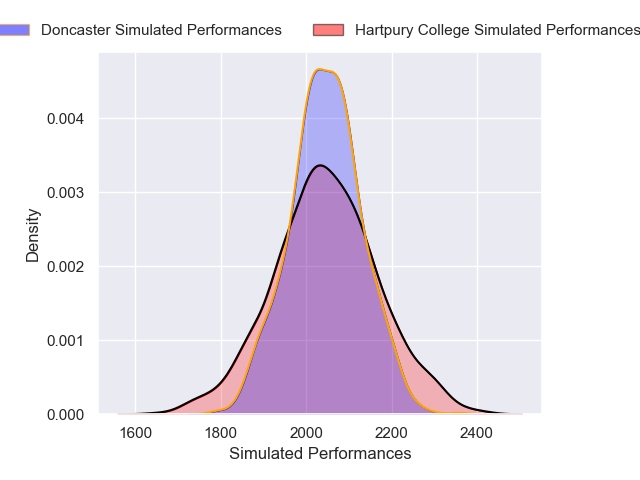 Doncaster Simulated Performances
Hartpury College Simulated Performances
0.004
0.003
0.002
0.001
0.000
Density
1600
1800
2000
2200
2400
Simulated Performances